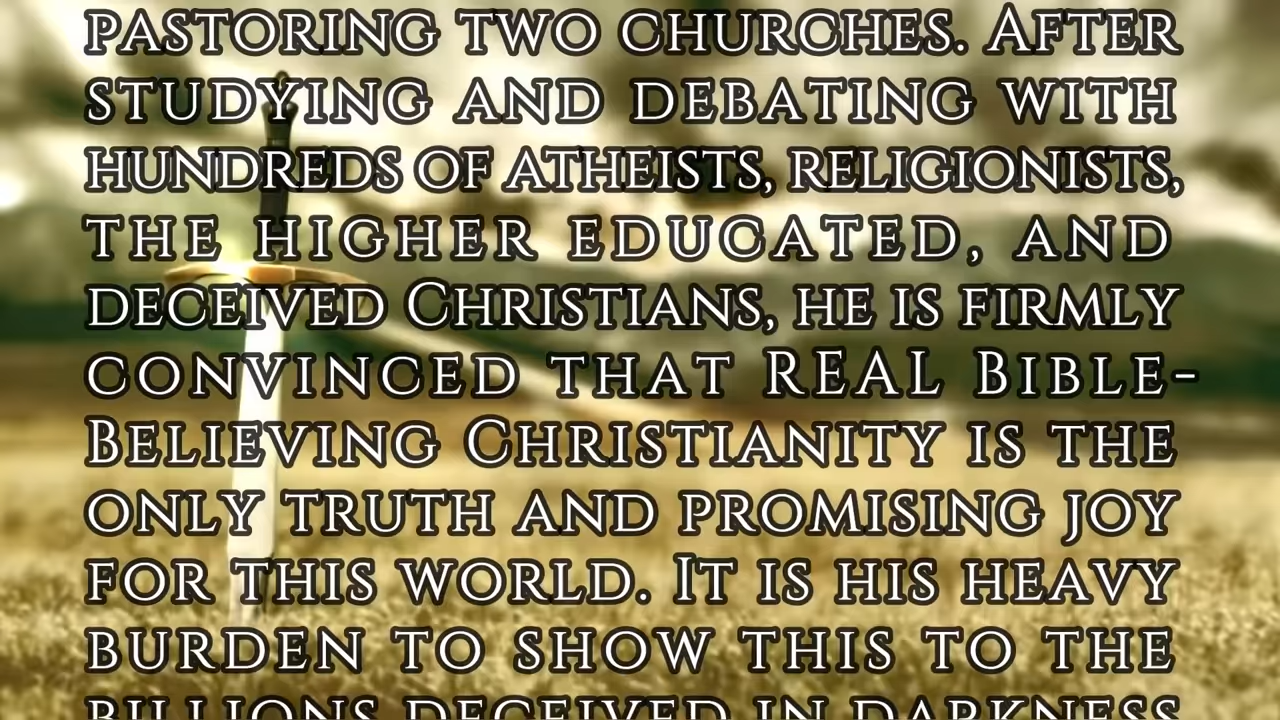 PASTORING TWO CHURCHES. AFTER
STUDYING AND DEBATING WITH
HUNDREDS OF ATHEISTS, RELIGIONISTS,
THE HIGHER EDUCATED, AND
DECEIVED CHRISTIANS, HE IS FIRMLY
CONVINCED THAT REAL BIBLE-
BELIEVING CHRISTIANITY IS THE
ONLY TRUTH AND PROMISING JOY
FOR THIS WORLD. IT IS HIS HEAVY
BURDEN TO SHOW THIS TO THE
BILLIONS DECEIVED IN DARKNESS